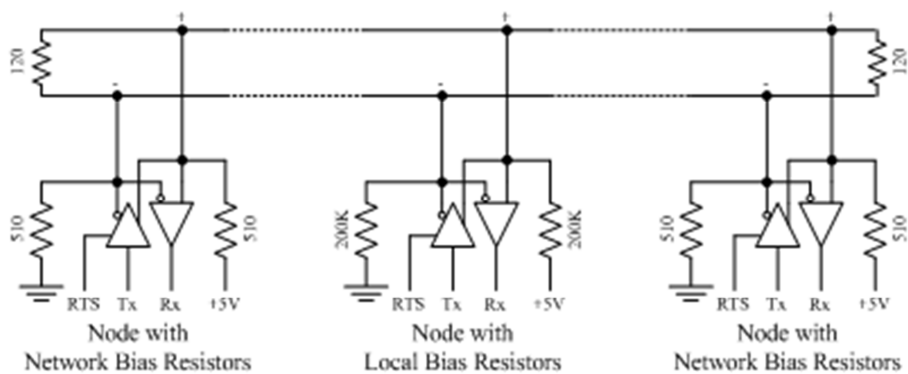 + + +
120 - - - 120
510 510 200K 200K 510 510
RTS Tx Rx +5V RTS Tx Rx +5V RTS Tx Rx +5V
Node with Node with Node with
Network Bias Resistors Local Bias Resistors Network Bias Resistors